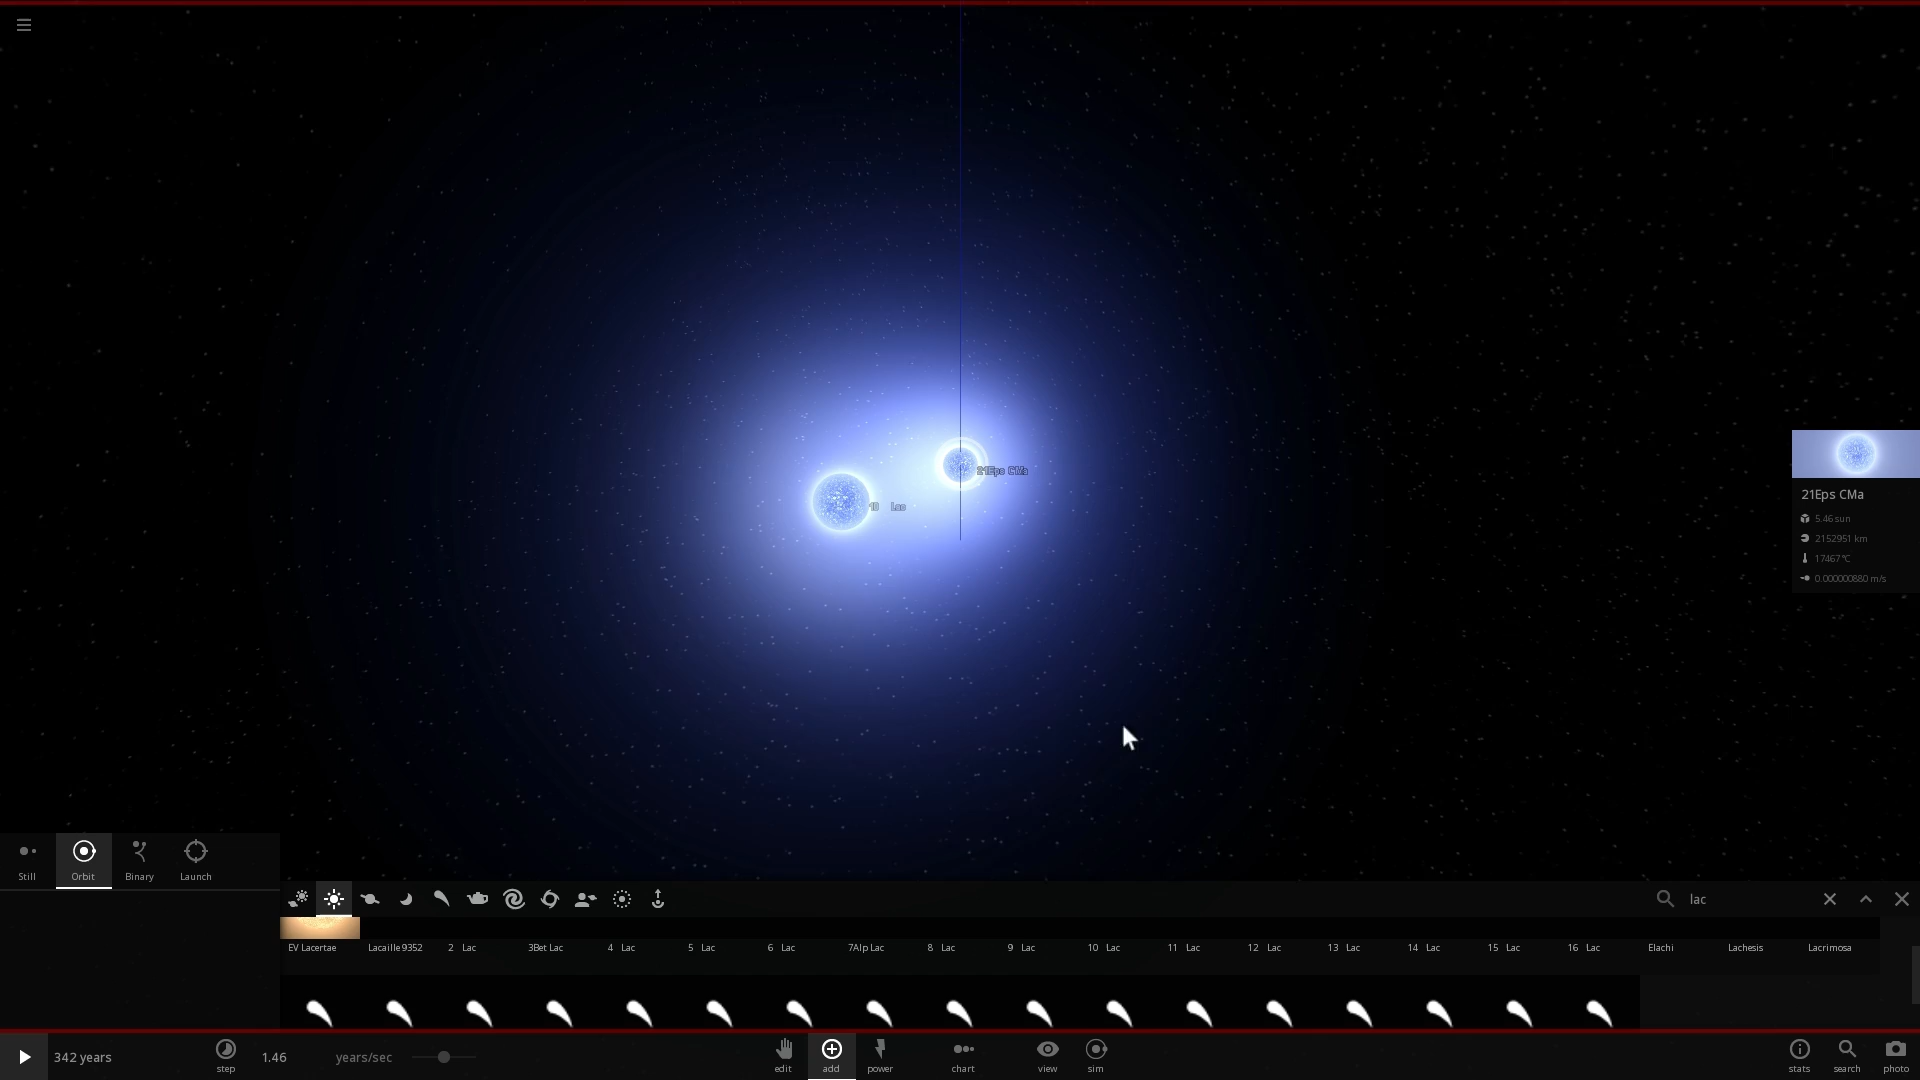 21Eps CMa
10 Lac
21Eps CMa
5.46 sun
2152951 km
17467 °C
0.000000880 m/s
Still Orbit Binary Launch
lac
EV Lacertae Lacaille 9352 2 Lac 3Bet Lac 4 Lac 5 Lac 6 Lac 7Alp Lac 8 Lac 9 Lac 10 Lac 11 Lac 12 Lac 13 Lac 14 Lac 15 Lac 16 Lac Elachi Lachesis Lacrimosa
342 years step 1.46 years/sec edit add power chart view sim stats search photo